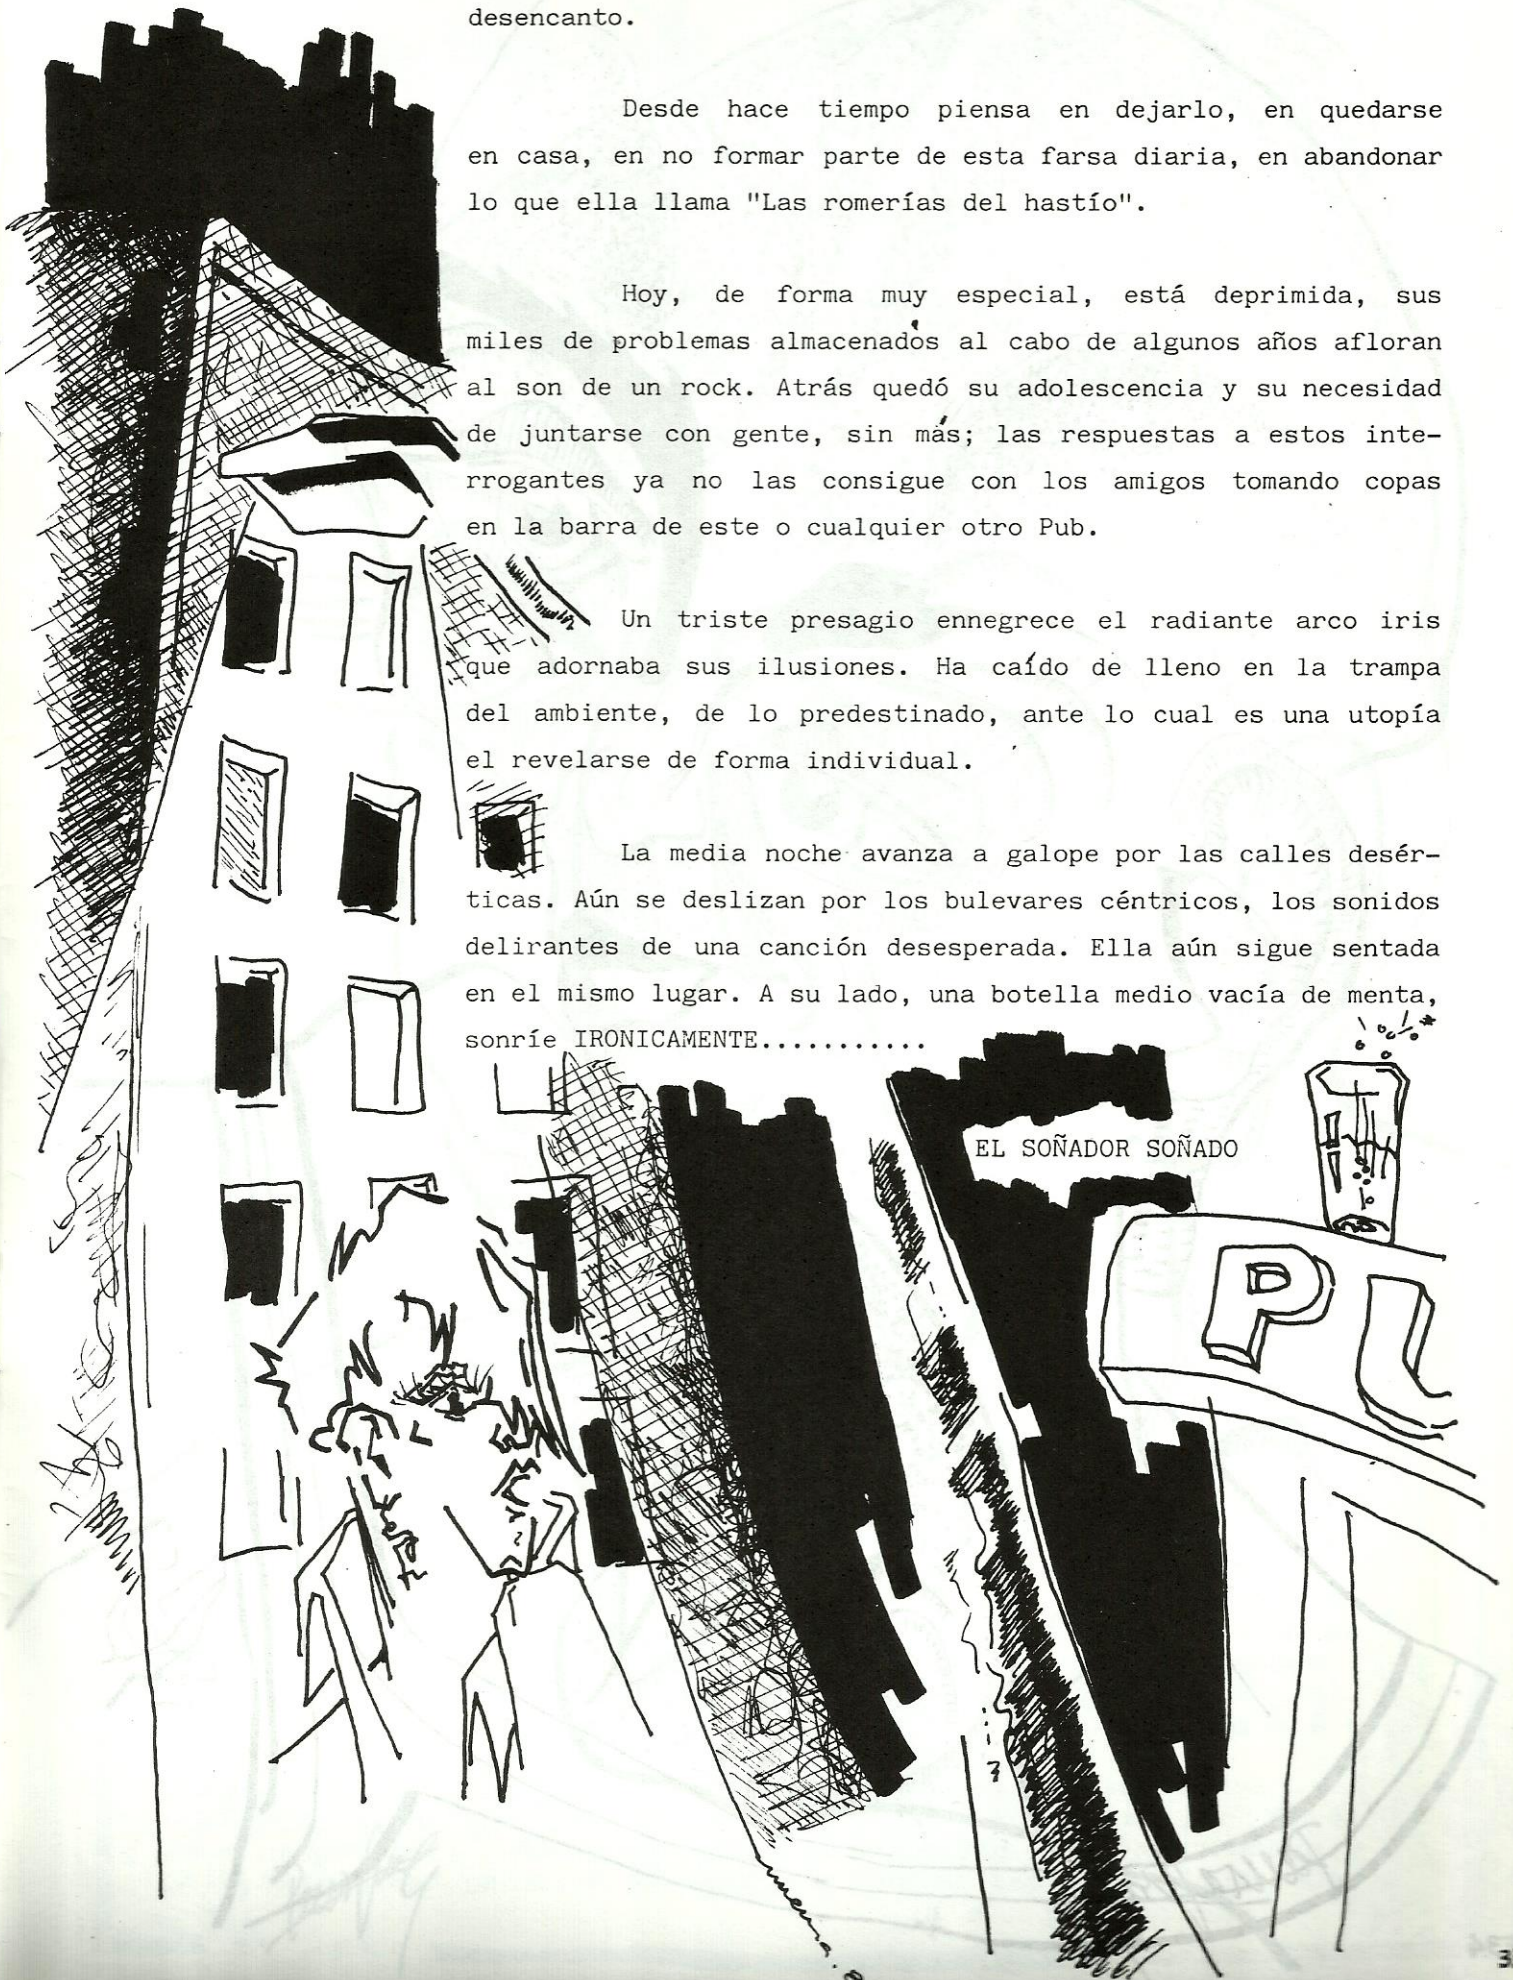 desencanto.
Desde hace tiempo piensa en dejarlo, en quedarse
en casa, en no formar parte de esta farsa diaria, en abandonar
lo que ella llama "Las romerías del hastío".
Hoy, de forma muy especial, está deprimida, sus
miles de problemas almacenados al cabo de algunos años afloran
al son de un rock. Atrás quedó su adolescencia y su necesidad
de juntarse con gente, sin más; las respuestas a estos inte-
rrogantes ya no las consigue con los amigos tomando copas
en la barra de este o cualquier otro Pub.
Un triste presagio ennegrece el radiante arco iris
que adornaba sus ilusiones. Ha caído de lleno en la trampa
del ambiente, de lo predestinado, ante lo cual es una utopía
el revelarse de forma individual.
La media noche avanza a galope por las calles desér-
ticas. Aún se deslizan por los bulevares céntricos, los sonidos
delirantes de una canción desesperada. Ella aún sigue sentada
en el mismo lugar. A su lado, una botella medio vacía de menta,
sonríe IRONICAMENTE...........
EL SOÑADOR SOÑADO
PU
3